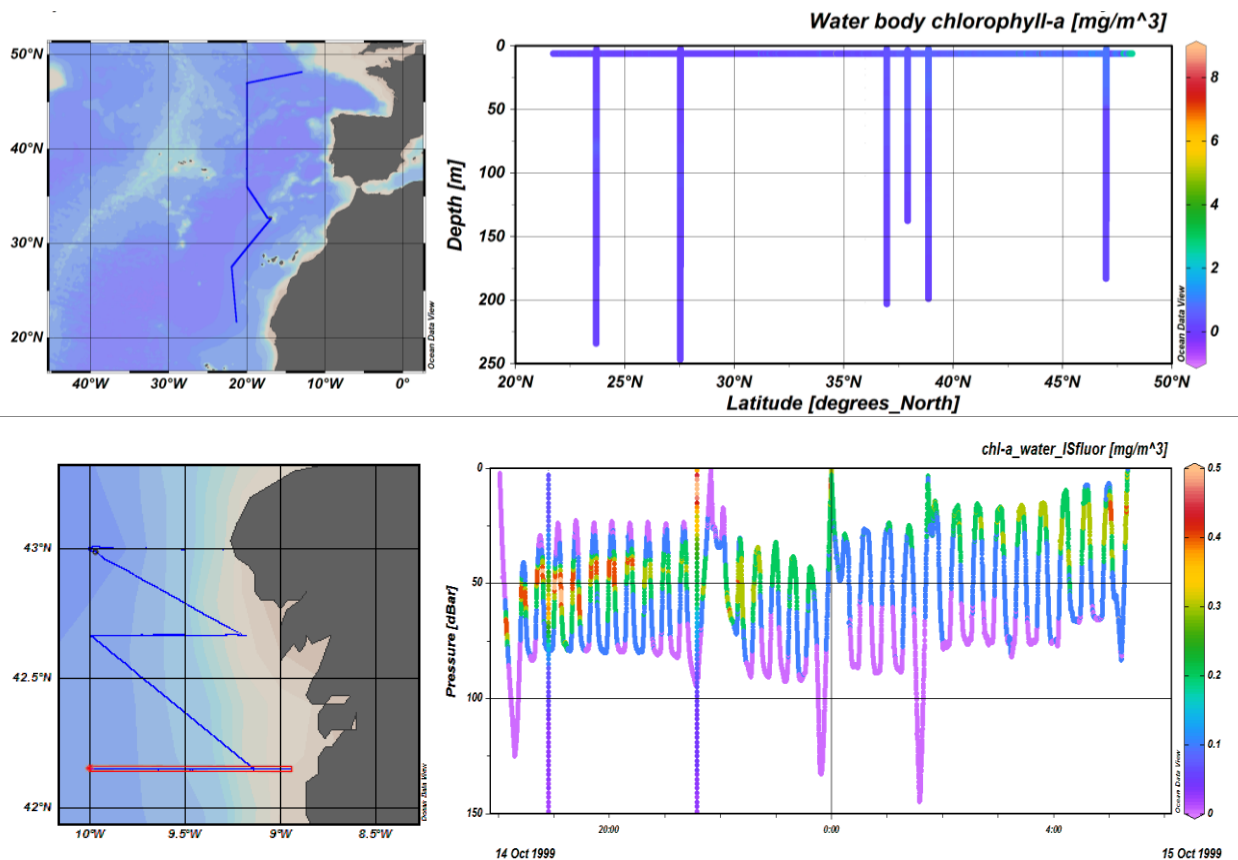 Water body chlorophyll-a [mg/m^3]
50°N
40°N
30°N
20°N
40°W
30°W
20°W
10°W
0°
Ocean Data View
Depth [m]
0
50
100
150
200
250
20°N
25°N
30°N
35°N
40°N
45°N
50°N
Latitude [degrees_North]
Ocean Data View
8
6
4
2
0
chl-a_water_ISfluor [mg/m^3]
43°N
42.5°N
42°N
10°W
9.5°W
9°W
8.5°W
Ocean Data View
Pressure [dBar]
0
50
100
150
20:00
0:00
4:00
14 Oct 1999
15 Oct 1999
Ocean Data View
0.5
0.4
0.3
0.2
0.1
0